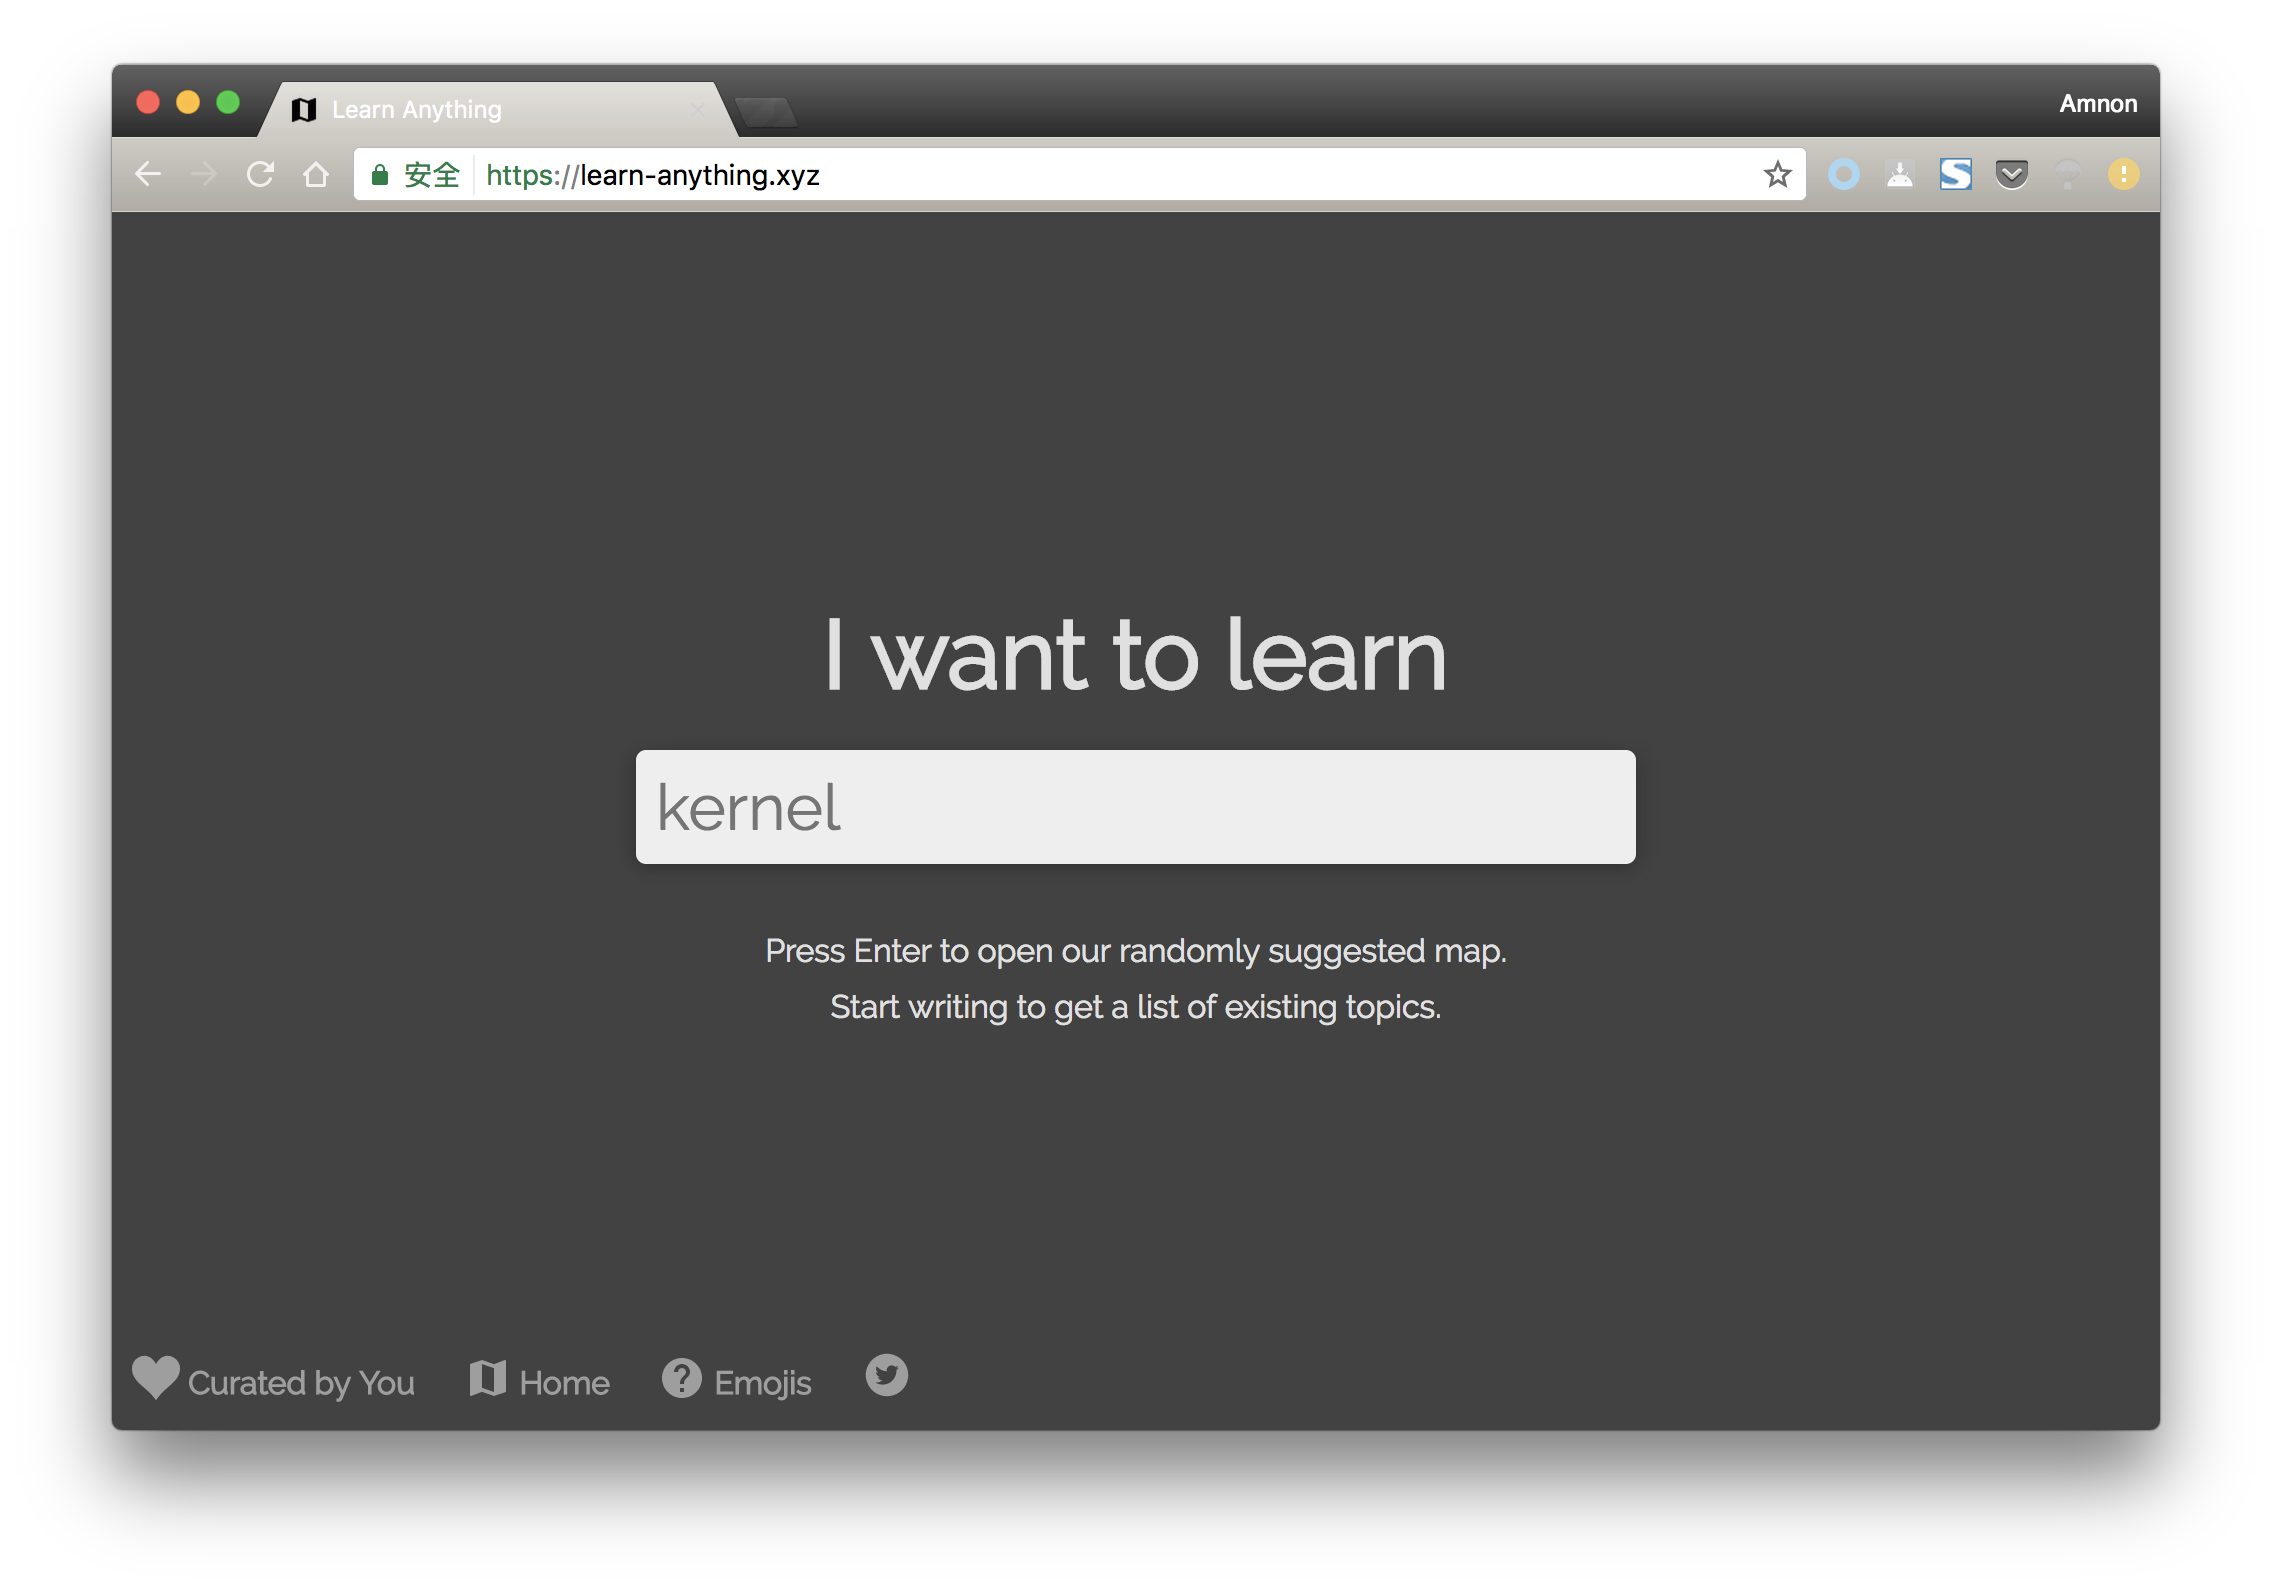 Learn Anything
Amnon
安全 https://learn-anything.xyz
I want to learn
kernel
Press Enter to open our randomly suggested map.
Start writing to get a list of existing topics.
Curated by You Home Emojis